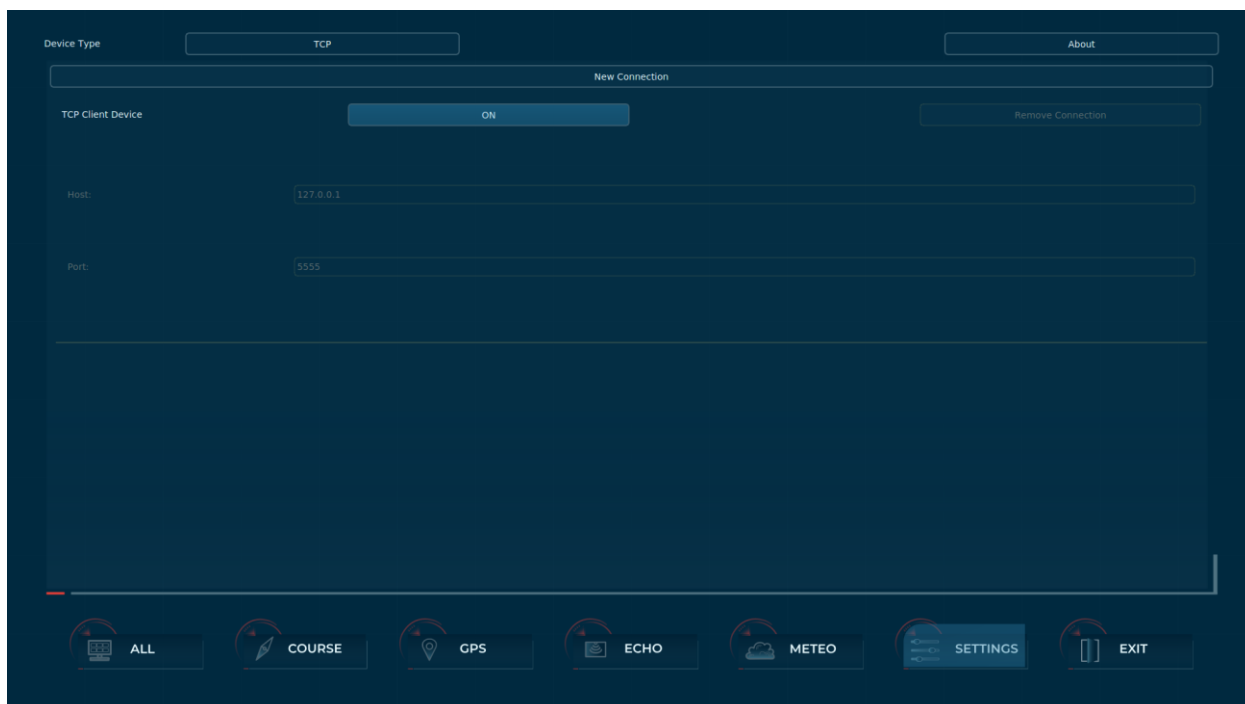 Device Type TCP About
New Connection
TCP Client Device ON Remove Connection
Host: 127.0.0.1
Port: 5555
ALL COURSE GPS ECHO METEO SETTINGS EXIT